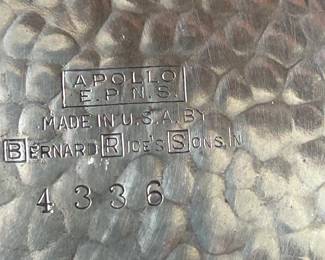 APOLLO
E.P.N.S.
MADE IN U.S.A. BY
BERNARD RICE'S SONS. IN
4336